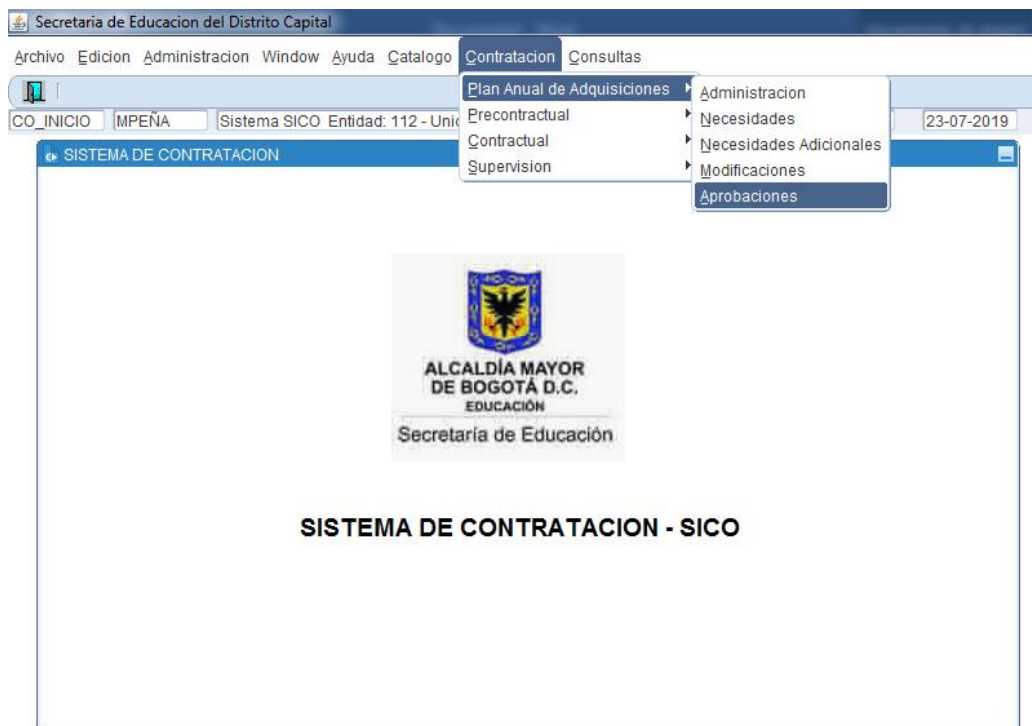 Secretaria de Educacion del Distrito Capital
Archivo Edicion Administracion Window Ayuda Catalogo Contratacion Consultas
Plan Anual de Adquisiciones
Precontractual
Contractual
Supervision
Administracion
Necesidades
Necesidades Adicionales
Modificaciones
Aprobaciones
CO_INICIO MPEÑA Sistema SICO Entidad: 112 - Unid 23-07-2019
SISTEMA DE CONTRATACION
ALCALDÍA MAYOR
DE BOGOTÁ D.C.
EDUCACIÓN
Secretaría de Educación
SISTEMA DE CONTRATACION - SICO